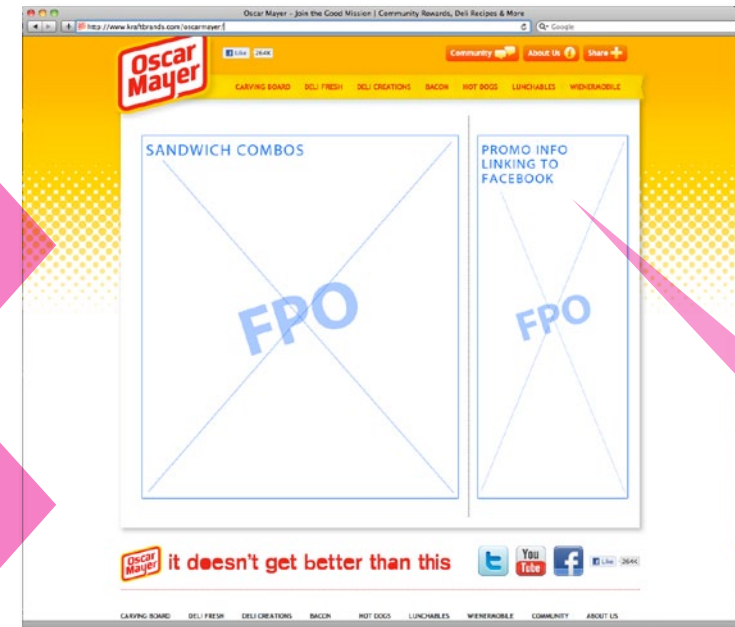 Oscar Mayer – Join the Good Mission | Community Rewards, Deli Recipes & More
http://www.kraftbrands.com/oscarmayer/
Google
Oscar Mayer
Like 264K
Community
About Us
Share
CARVING BOARD DELI FRESH DELI CREATIONS BACON HOT DOGS LUNCHABLES WIENERMOBILE
SANDWICH COMBOS
FPO
PROMO INFO
LINKING TO
FACEBOOK
FPO
Oscar Mayer it doesn't get better than this
You Tube
Like 264K
CARVING BOARD DELI FRESH DELI CREATIONS BACON HOT DOGS LUNCHABLES WIENERMOBILE COMMUNITY ABOUT US